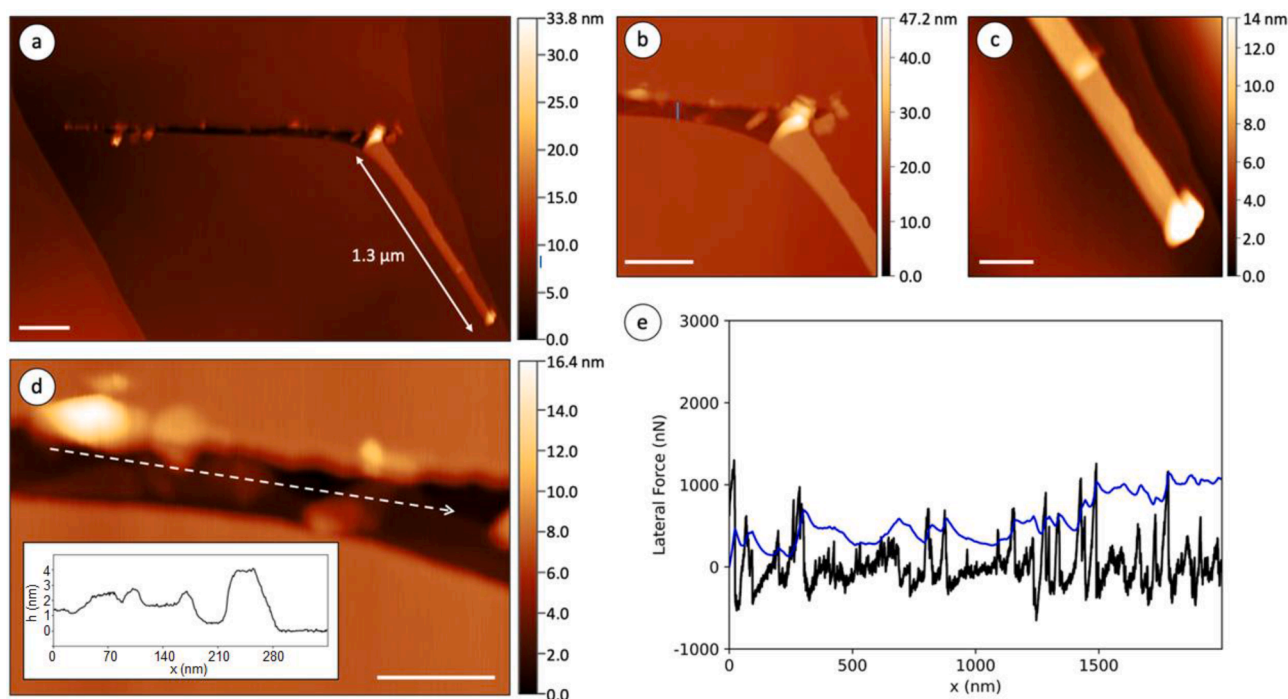 a
33.8 nm
30.0
25.0
20.0
15.0
10.0
5.0
0.0
1.3 μm
b
47.2 nm
40.0
30.0
20.0
10.0
0.0
c
14 nm
12.0
10.0
8.0
6.0
4.0
2.0
0.0
d
16.4 nm
14.0
12.0
10.0
8.0
6.0
4.0
2.0
0.0
h (nm)
4
3
2
1
0
0 70 140 210 280
x (nm)
e
Lateral Force (nN)
3000
2000
1000
0
-1000
0 500 1000 1500
x (nm)